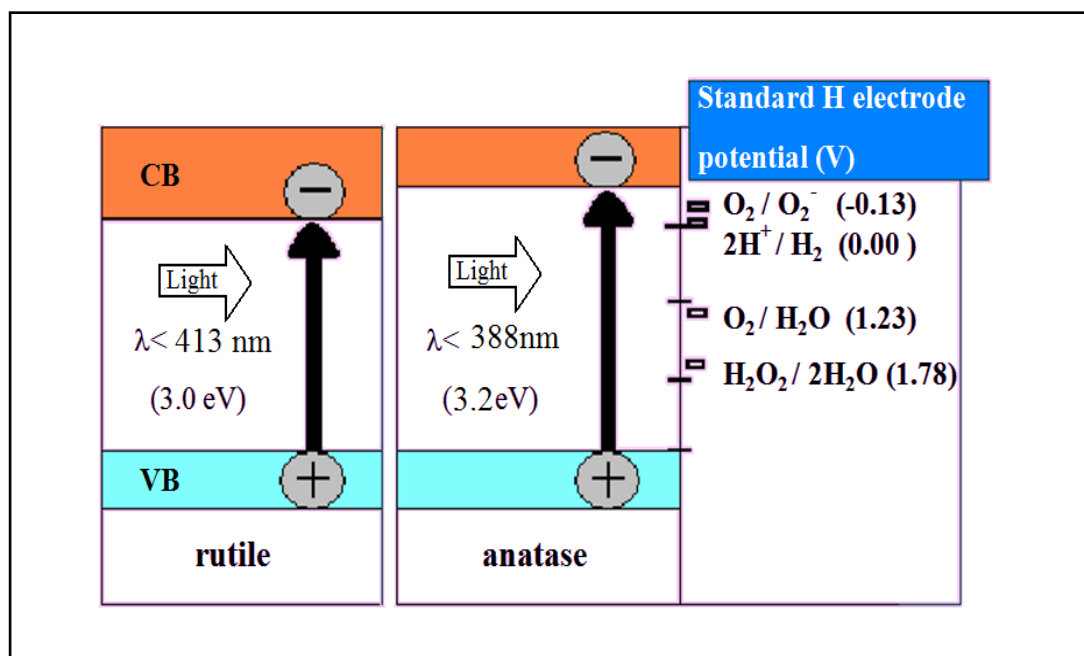 Standard H electrode
potential (V)
CB
O₂ / O₂⁻ (-0.13)
2H⁺/ H₂ (0.00 )
Light
Light
λ< 413 nm
(3.0 eV)
λ< 388nm
(3.2eV)
O₂ / H₂O (1.23)
H₂O₂ / 2H₂O (1.78)
VB
+
+
rutile
anatase